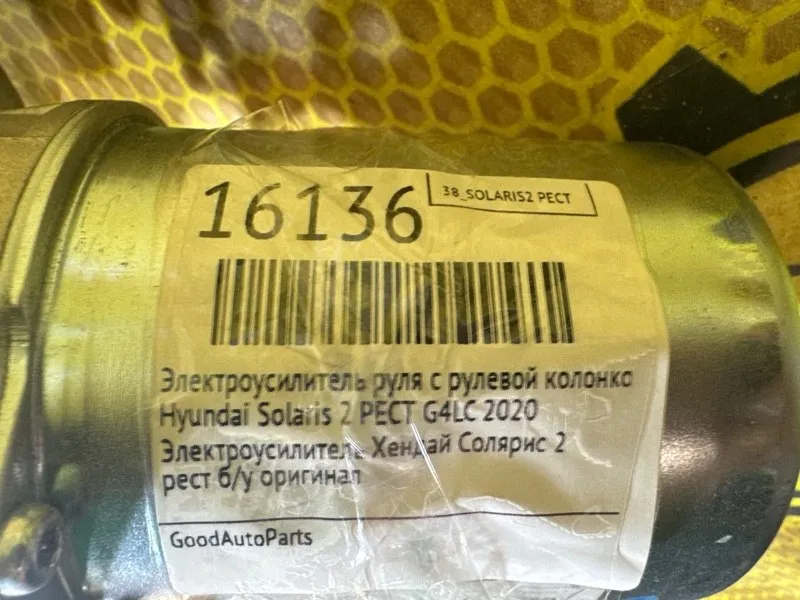 16136
38_SOLARIS2 РЕСТ
Электроусилитель руля с рулевой колонко
Hyundai Solaris 2 РЕСТ G4LC 2020
Электроусилитель Хендай Солярис 2
рест б/у оригинал
GoodAutoParts